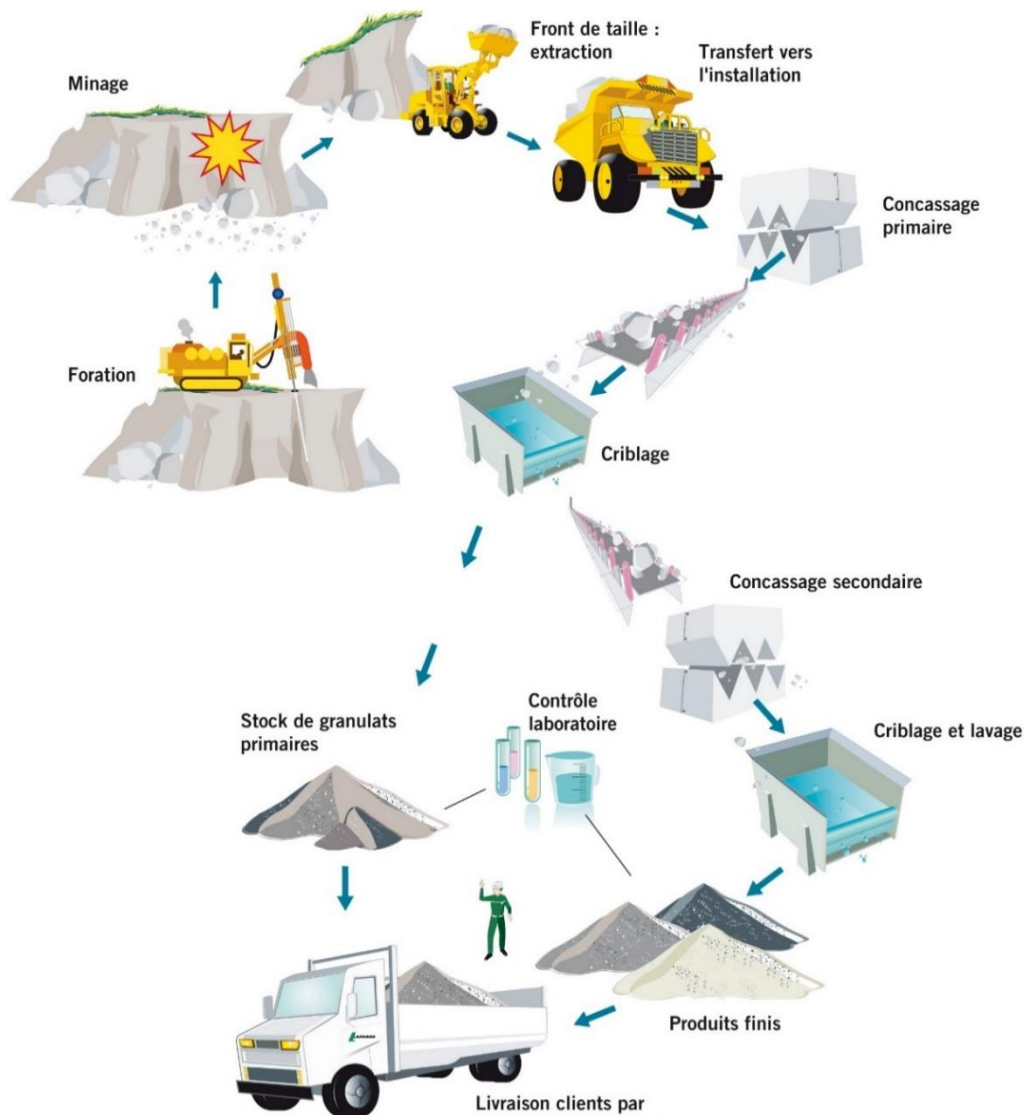 Front de taille :
extraction
Transfert vers
l'installation
Minage
Concassage
primaire
Foration
Criblage
Concassage secondaire
Contrôle
laboratoire
Stock de granulats
primaires
Criblage et lavage
Produits finis
Livraison clients par